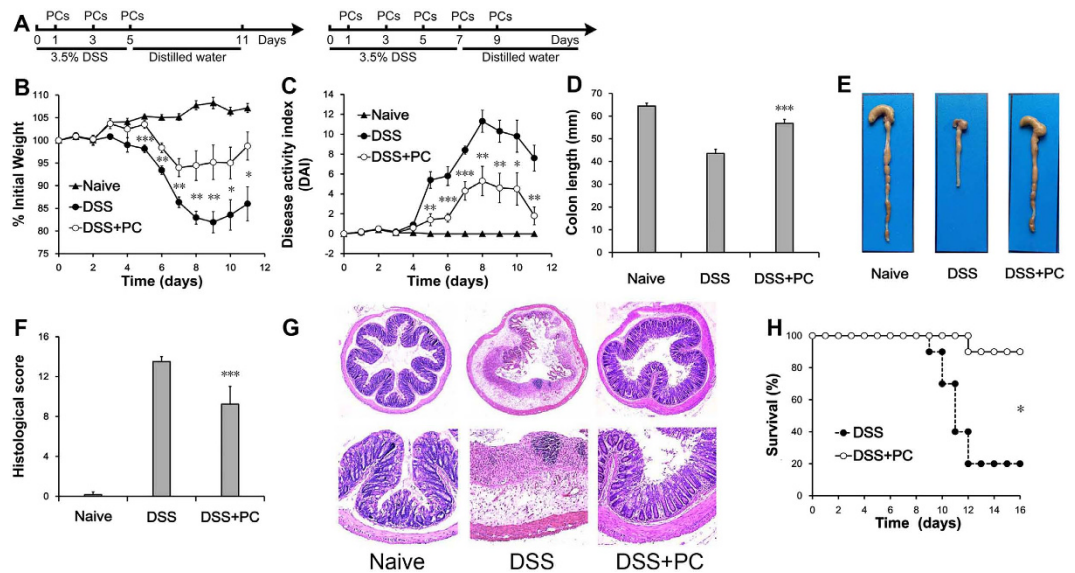 A
PCs PCs PCs
0 1 3 5 11 Days
3.5% DSS Distilled water
PCs PCs PCs PCs PCs
0 1 3 5 7 9 Days
3.5% DSS Distilled water
B
% Initial Weight
110
105
100
95
90
85
80
75
0 2 4 6 8 10 12
Time (days)
Naive
DSS
DSS+PC
***
**
**
**
**
*
*
C
Disease activity index
(DAI)
14
12
10
8
6
4
2
0
-2
0 2 4 6 8 10 12
Time (days)
Naive
DSS
DSS+PC
**
***
***
**
**
*
**
D
Colon length (mm)
70
60
50
40
30
20
10
0
***
Naive DSS DSS+PC
E
Naive DSS DSS+PC
F
Histological score
16
12
8
4
0
***
Naive DSS DSS+PC
G
Naive DSS DSS+PC
H
Survival (%)
100
80
60
40
20
0
0 2 4 6 8 10 12 14 16
Time (days)
DSS
DSS+PC
*